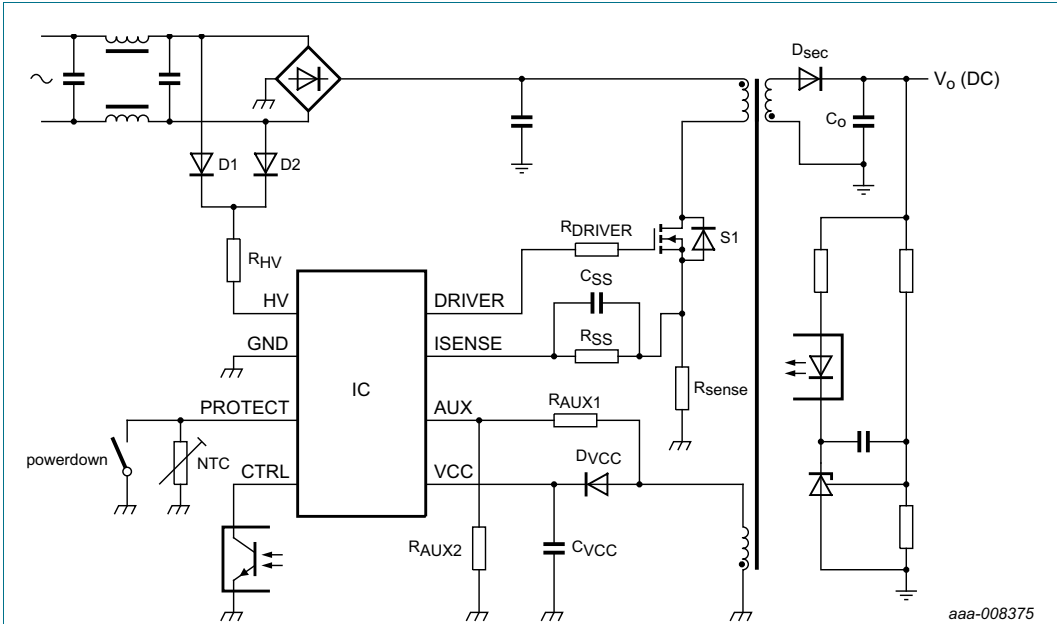 Dsec
Vo (DC)
Co
D1
D2
RDRIVER
S1
RHV
CSS
HV
DRIVER
GND
ISENSE
RSS
IC
Rsense
PROTECT
AUX
RAUX1
powerdown
NTC
DVCC
CTRL
VCC
RAUX2
CVCC
aaa-008375